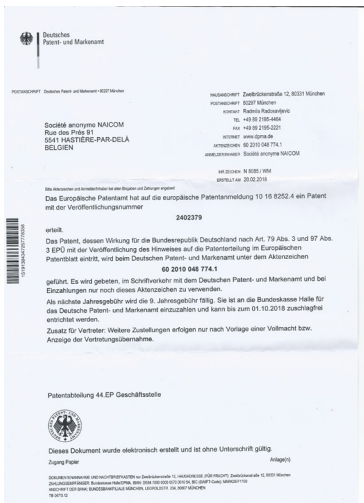 Deutsches
Patent- und Markenamt
POSTANSCHRIFT Deutsches Patent- und Markenamt • 80297 München
Société anonyme NAICOM
Rue des Prés 91
5541 HASTIÈRE-PAR-DELÀ
BELGIEN
HAUSANSCHRIFT Zweibrückenstraße 12, 80331 München
POSTANSCHRIFT 80297 München
KONTAKT Radmila Radosavljevic
TEL +49 89 2195-4464
FAX +49 89 2195-2221
INTERNET www.dpma.de
AKTENZEICHEN 60 2010 048 774.1
ANMELDER/INHABER Société anonyme NAICOM
IHR ZEICHEN N 8085 / WM
ERSTELLT AM 20.02.2018
Bitte Aktenzeichen und Anmelder/Inhaber bei allen Eingaben und Zahlungen angeben!
Das Europäische Patentamt hat auf die europäische Patentanmeldung 10 16 8252.4 ein Patent
mit der Veröffentlichungsnummer
2402379
erteilt.
Das Patent, dessen Wirkung für die Bundesrepublik Deutschland nach Art. 79 Abs. 3 und 97 Abs.
3 EPÜ mit der Veröffentlichung des Hinweises auf die Patenterteilung im Europäischen
Patentblatt eintritt, wird beim Deutschen Patent- und Markenamt unter dem Aktenzeichen
60 2010 048 774.1
geführt. Es wird gebeten, im Schriftverkehr mit dem Deutschen Patent- und Markenamt und bei
Einzahlungen nur noch dieses Aktenzeichen zu verwenden.
Als nächste Jahresgebühr wird die 9. Jahresgebühr fällig. Sie ist an die Bundeskasse Halle für
das Deutsche Patent- und Markenamt einzuzahlen und kann bis zum 01.10.2018 zuschlagfrei
entrichtet werden.
Zusatz für Vertreter: Weitere Zustellungen erfolgen nur nach Vorlage einer Vollmacht bzw.
Anzeige der Vertretungsübernahme.
Patentabteilung 44.EP Geschäftsstelle
Dieses Dokument wurde elektronisch erstellt und ist ohne Unterschrift gültig.
Zugang Papier
Anlage(n)